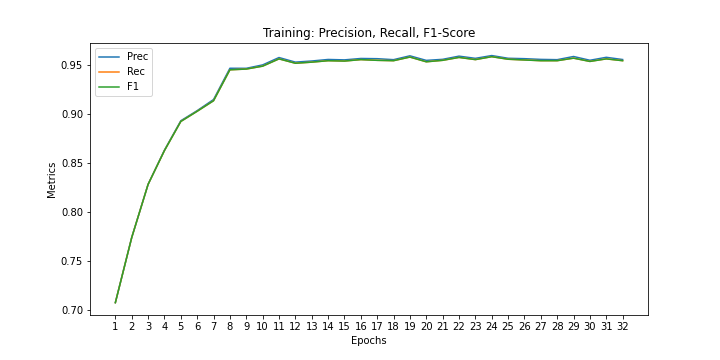 Training: Precision, Recall, F1-Score
Prec
Rec
F1
0.95
0.90
0.85
0.80
0.75
0.70
Metrics
1 2 3 4 5 6 7 8 9 10 11 12 13 14 15 16 17 18 19 20 21 22 23 24 25 26 27 28 29 30 31 32
Epochs